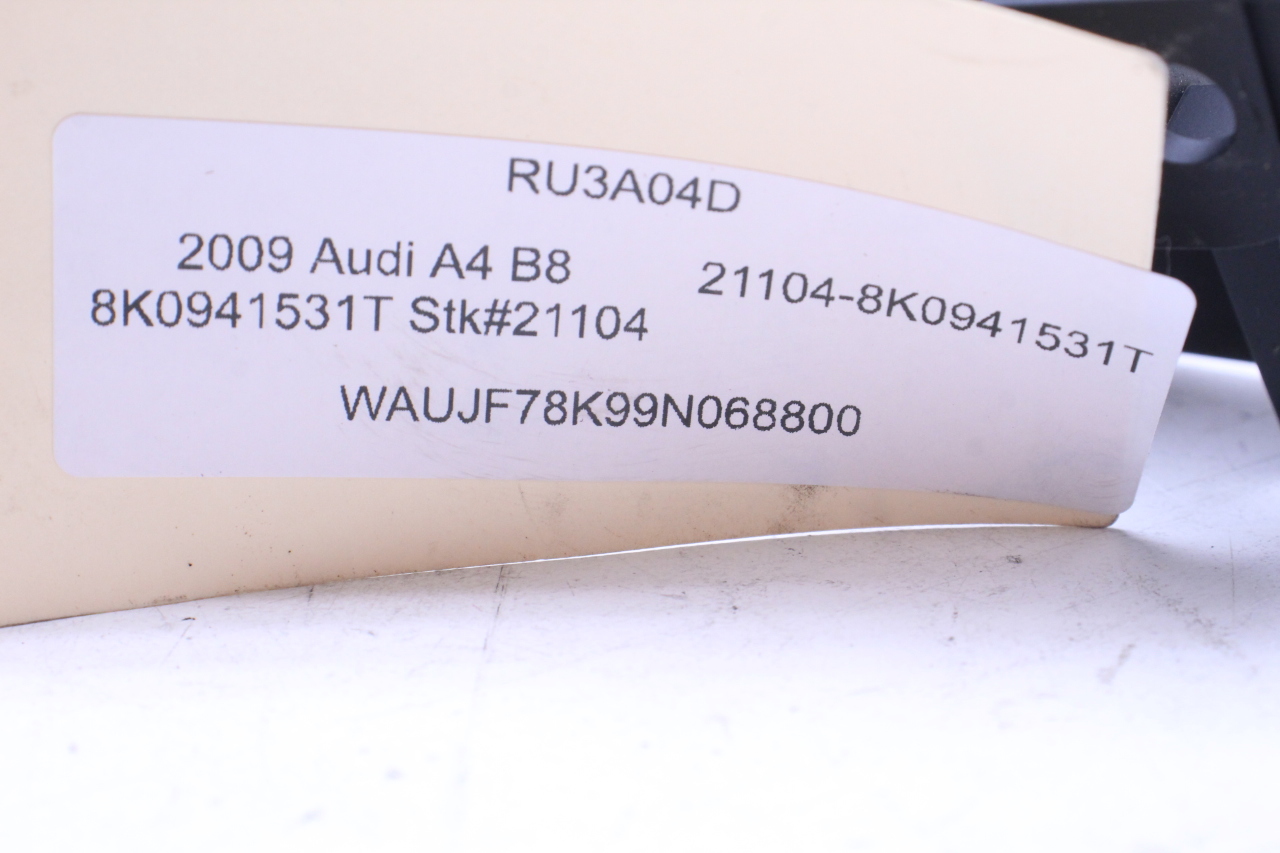 RU3A04D
2009 Audi A4 B8
8K0941531T Stk#21104
21104-8K0941531T
WAUJF78K99N068800